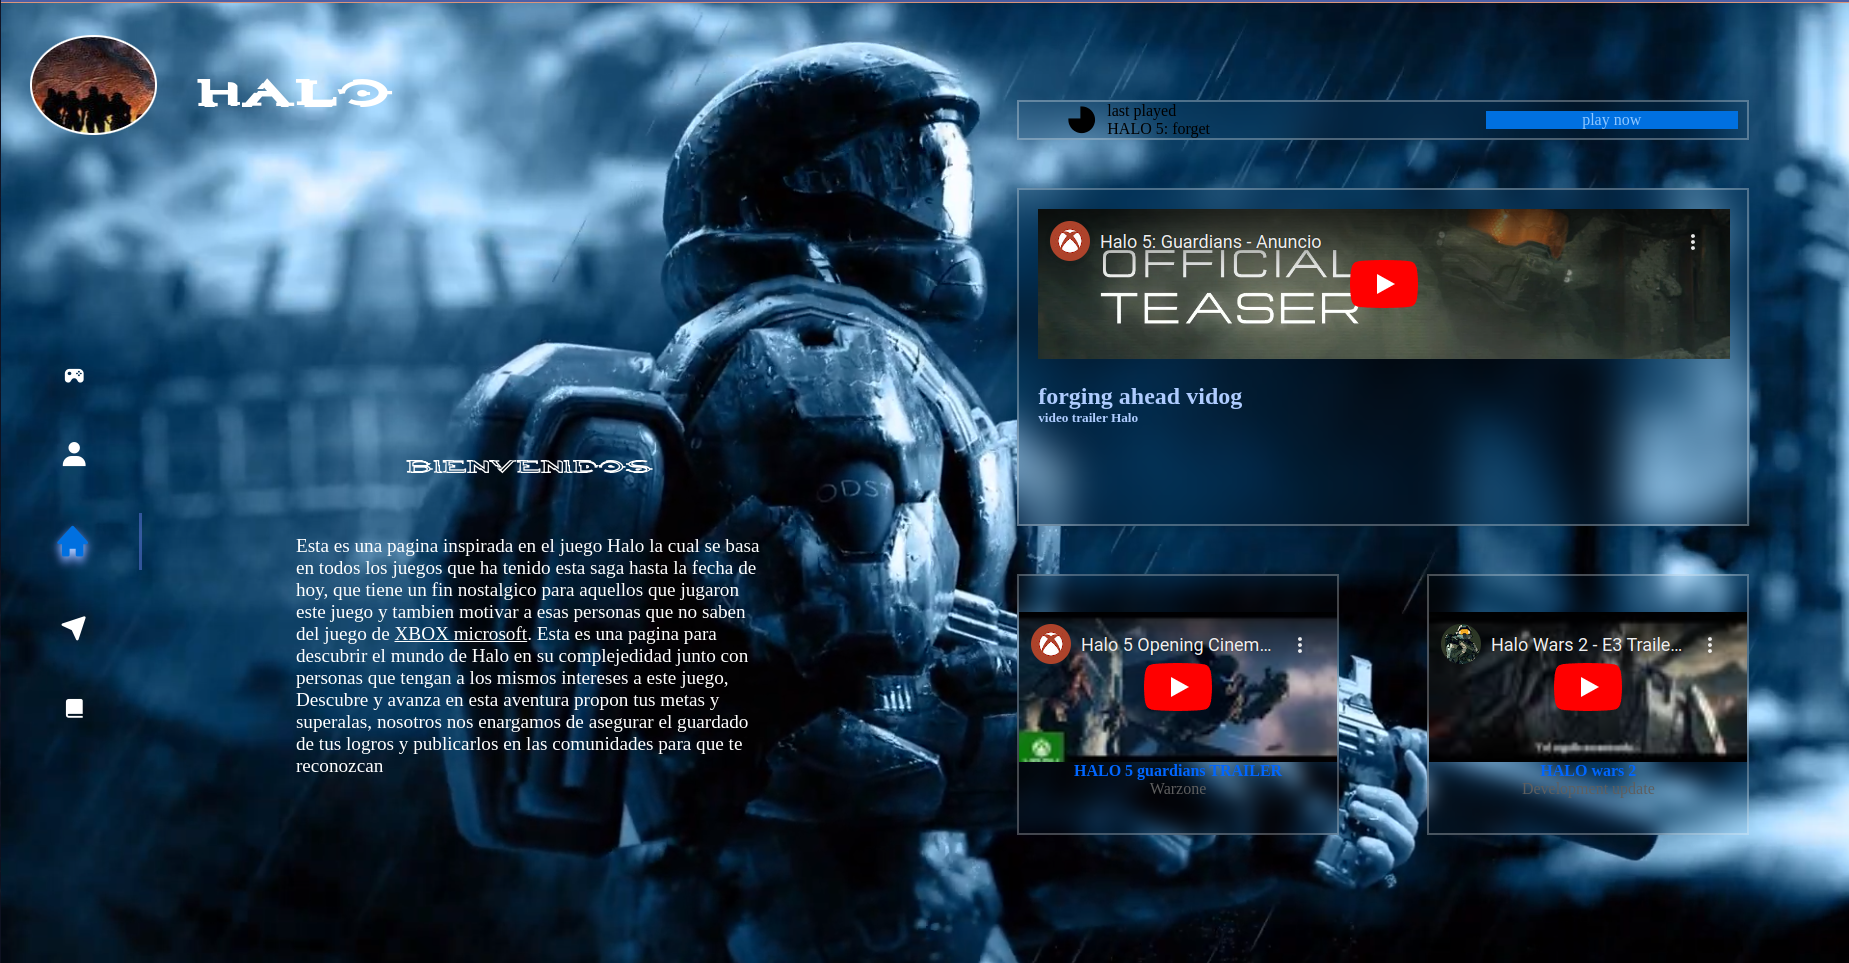 HALO
last played
HALO 5: forget
play now
Halo 5: Guardians - Anuncio
OFFICIAL
TEASER
forging ahead vidog
video trailer Halo
BIENVENIDOS
ODST
Esta es una pagina inspirada en el juego Halo la cual se basa
en todos los juegos que ha tenido esta saga hasta la fecha de
hoy, que tiene un fin nostalgico para aquellos que jugaron
este juego y tambien motivar a esas personas que no saben
del juego de XBOX microsoft. Esta es una pagina para
descubrir el mundo de Halo en su complejedidad junto con
personas que tengan a los mismos intereses a este juego,
Descubre y avanza en esta aventura propon tus metas y
superalas, nosotros nos enargamos de asegurar el guardado
de tus logros y publicarlos en las comunidades para que te
reconozcan
Halo 5 Opening Cinem...
HALO 5 guardians TRAILER
Warzone
Halo Wars 2 - E3 Traile...
HALO wars 2
Development update